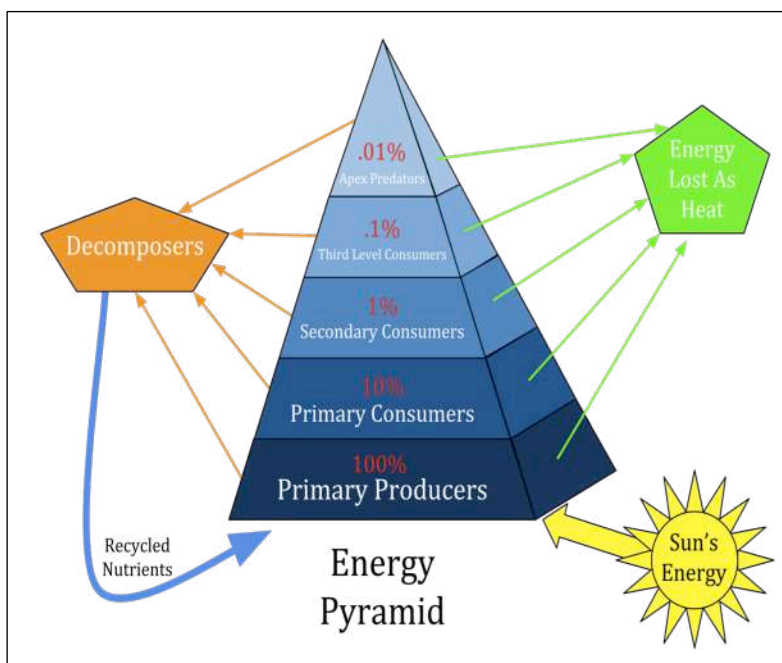 .01%
Apex Predators
.1%
Third Level Consumers
1%
Secondary Consumers
10%
Primary Consumers
100%
Primary Producers
Decomposers
Energy
Lost As
Heat
Recycled
Nutrients
Sun's
Energy
Energy
Pyramid